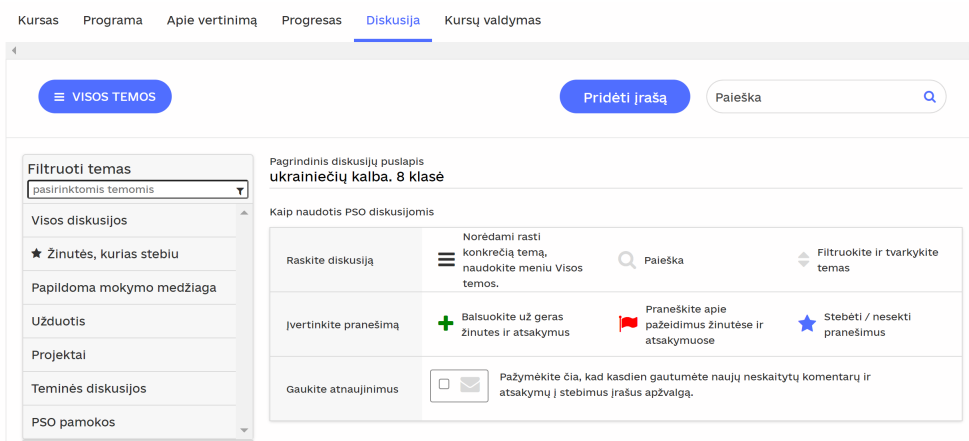 Kursas Programa Apie vertinimą Progresas Diskusija Kursų valdymas
VISOS TEMOS
Pridėti įrašą
Paieška
Filtruoti temas
pasirinktomis temomis
Visos diskusijos
Žinutės, kurias stebiu
Papildoma mokymo medžiaga
Užduotis
Projektai
Teminės diskusijos
PSO pamokos
Pagrindinis diskusijų puslapis
ukrainiečių kalba. 8 klasė
Kaip naudotis PSO diskusijomis
Raskite diskusiją
Norėdami rasti
konkrečią temą,
naudokite meniu Visos
temos.
Paieška
Filtruokite ir tvarkykite
temas
Įvertinkite pranešimą
Balsuokite už geras
žinutes ir atsakymus
Praneškite apie
pažeidimus žinutėse ir
atsakymuose
Stebėti / nesekti
pranešimus
Gaukite atnaujinimus
Pažymėkite čia, kad kasdien gautumėte naujų neskaitytų komentarų ir
atsakymų į stebimus įrašus apžvalgą.